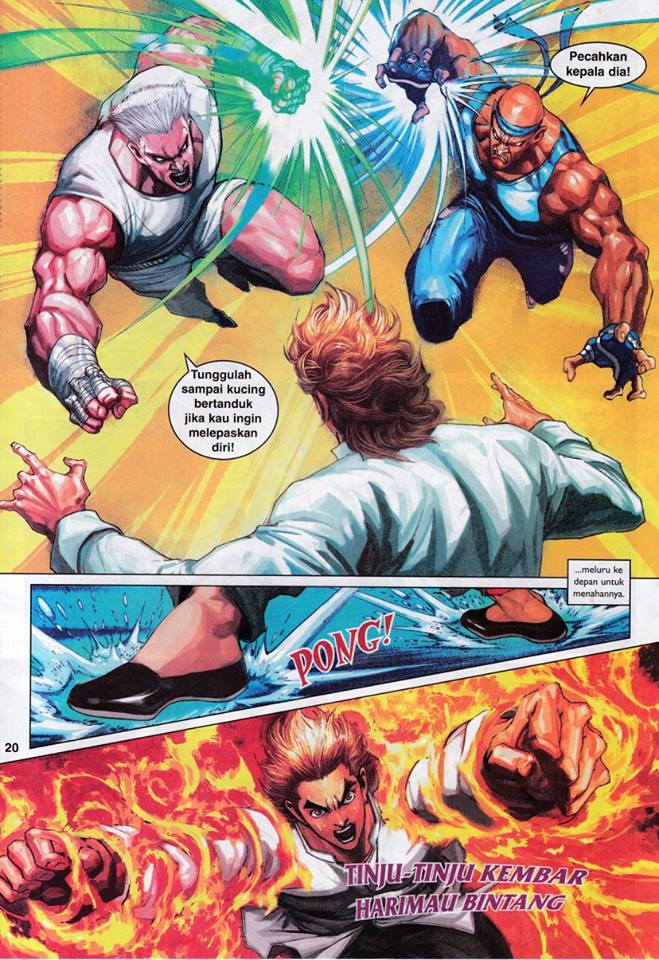 Pecahkan
kepala dia!
Tunggulah
sampai kucing
bertanduk
jika kau ingin
melepaskan
diri!
...meluru ke
depan untuk
menahannya.
PONG!
20
TINJU-TINJU KEMBAR
HARIMAU BINTANG